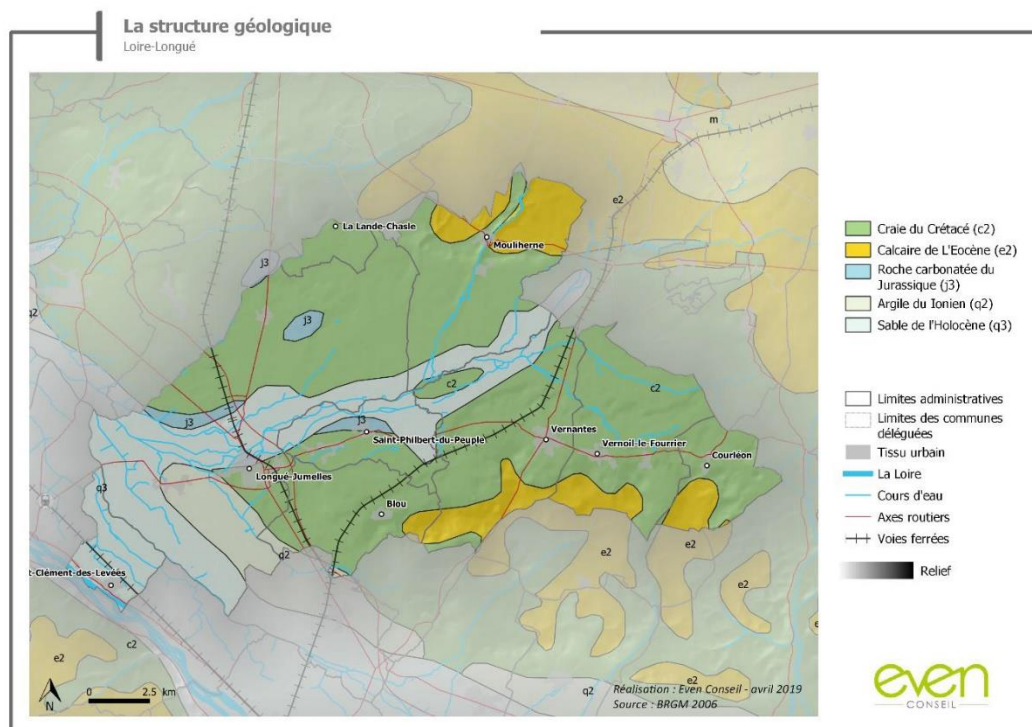 La structure géologique
Loire-Longué
m
e2
La Lande-Chasle
Mouliherne
j3
q2
j3
c2
c2
j3
j3
Saint-Philbert-du-Peuple
Vernantes
Vernoil-le-Fourrier
Courléon
Longué-Jumelles
q3
Blou
q2
e2
e2
e2
t-Clément-des-Levées
c2
e2
e2
q2
N
0 2.5 km
Réalisation : Even Conseil - avril 2019
Source : BRGM 2006
Craie du Crétacé (c2)
Calcaire de L'Eocène (e2)
Roche carbonatée du
Jurassique (j3)
Argile du Ionien (q2)
Sable de l'Holocène (q3)
Limites administratives
Limites des communes
déléguées
Tissu urbain
La Loire
Cours d'eau
Axes routiers
Voies ferrées
Relief
even
CONSEIL